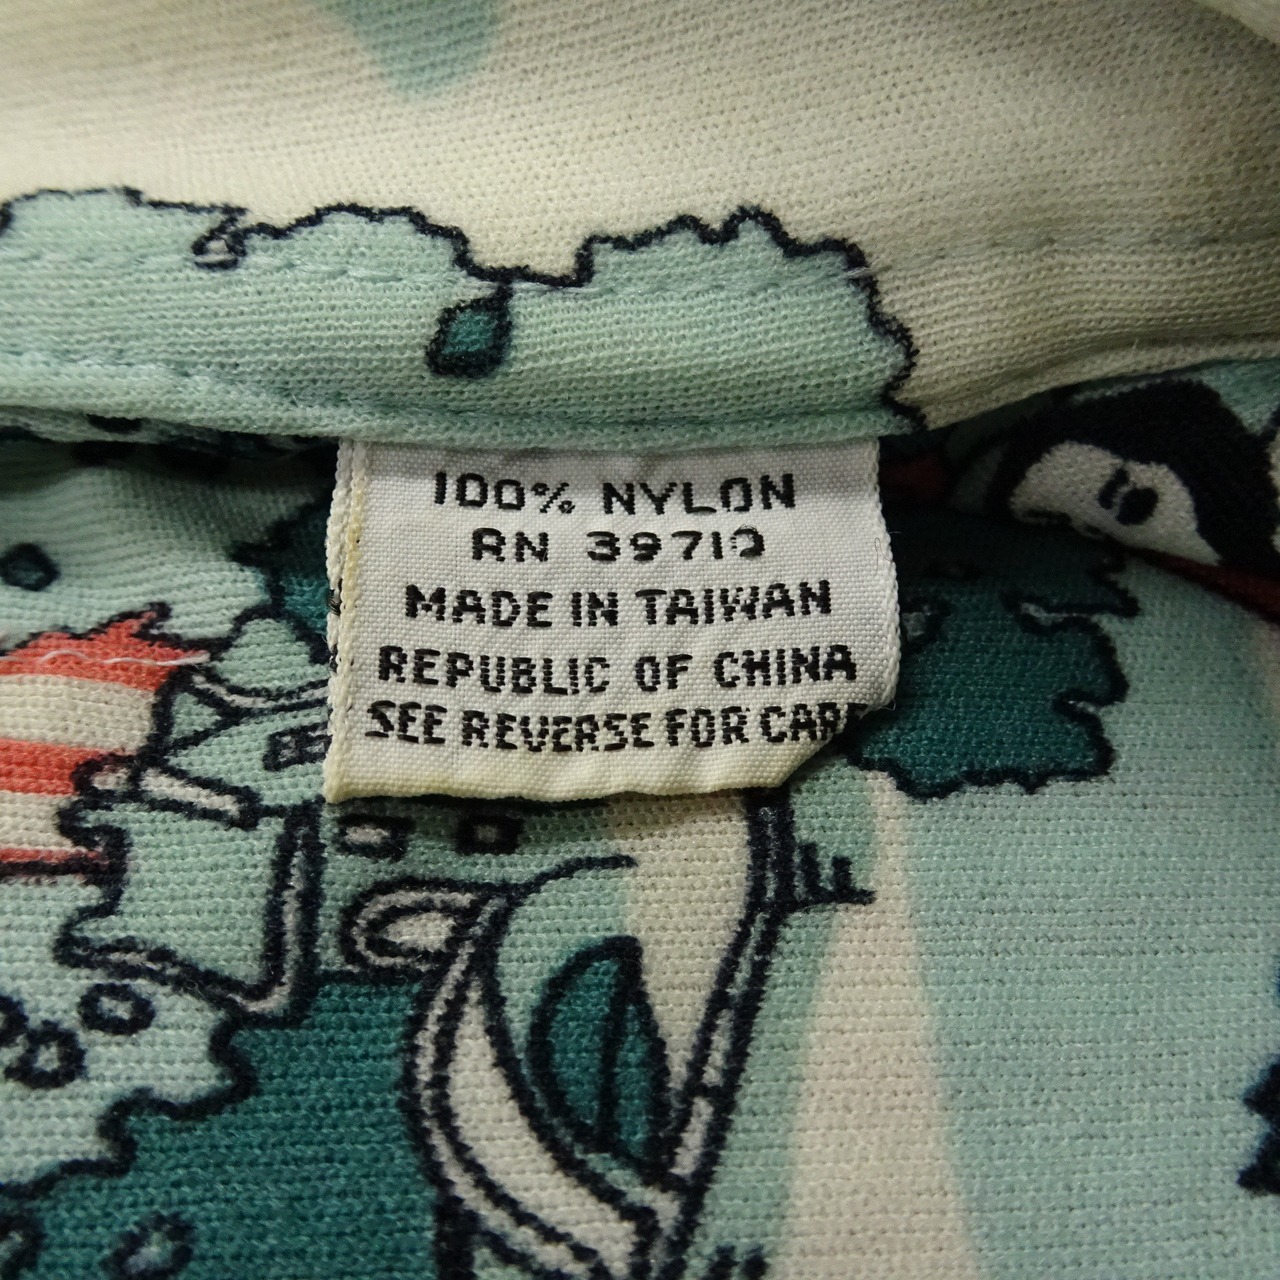 100% NYLON
RN 39710
MADE IN TAIWAN
REPUBLIC OF CHINA
SEE REVERSE FOR CARE